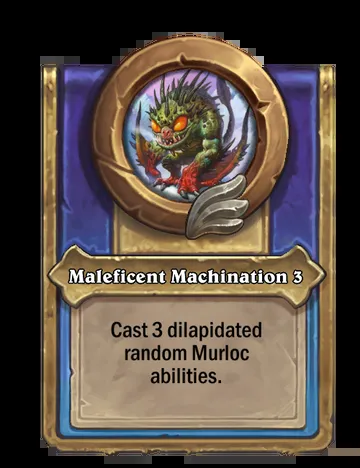 Maleficent Machination 3
Cast 3 dilapidated
random Murloc
abilities.